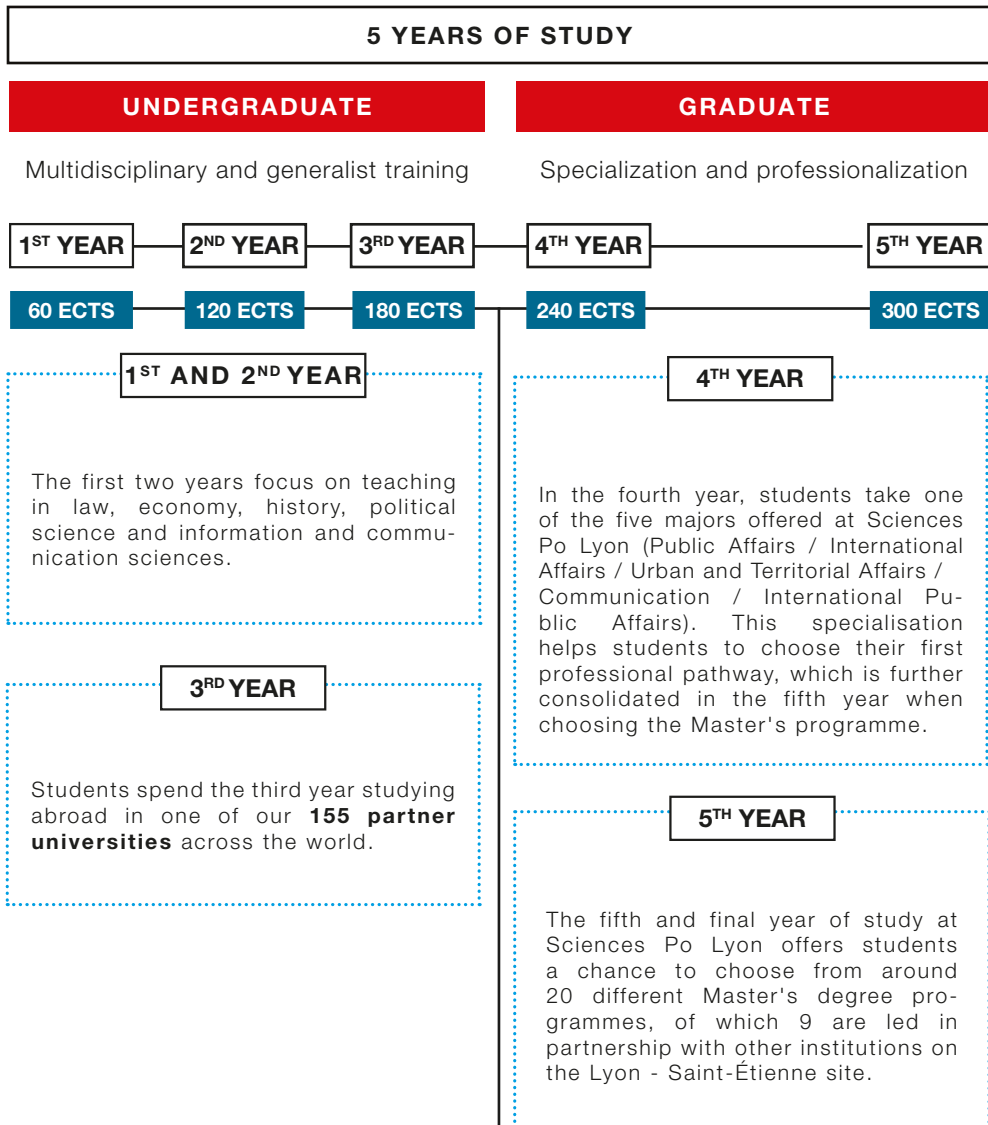 5 YEARS OF STUDY
UNDERGRADUATE
GRADUATE
Multidisciplinary and generalist training
Specialization and professionalization
1ST YEAR
2ND YEAR
3RD YEAR
4TH YEAR
5TH YEAR
60 ECTS
120 ECTS
180 ECTS
240 ECTS
300 ECTS
1ST AND 2ND YEAR
The first two years focus on teaching
in law, economy, history, political
science and information and commu-
nication sciences.
3RD YEAR
Students spend the third year studying
abroad in one of our 155 partner
universities across the world.
4TH YEAR
In the fourth year, students take one
of the five majors offered at Sciences
Po Lyon (Public Affairs / International
Affairs / Urban and Territorial Affairs /
Communication / International Pu-
blic Affairs). This specialisation
helps students to choose their first
professional pathway, which is further
consolidated in the fifth year when
choosing the Master's programme.
5TH YEAR
The fifth and final year of study at
Sciences Po Lyon offers students
a chance to choose from around
20 different Master's degree pro-
grammes, of which 9 are led in
partnership with other institutions on
the Lyon - Saint-Étienne site.